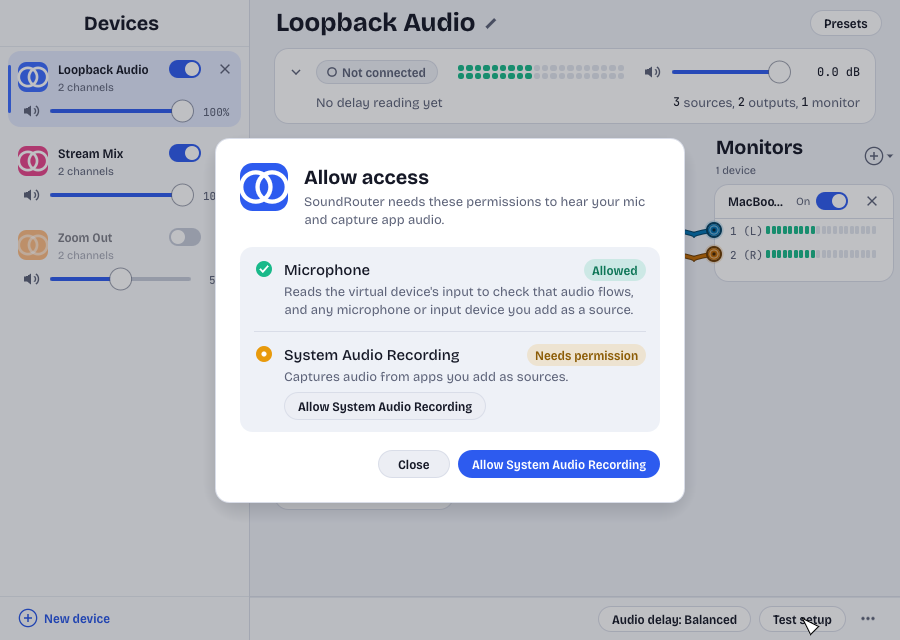 Devices
Loopback Audio
2 channels
100%
Stream Mix
2 channels
Zoom Out
2 channels
New device
Loopback Audio
Presets
Not connected
0.0 dB
No delay reading yet
3 sources, 2 outputs, 1 monitor
Monitors
1 device
MacBoo...
On
1 (L)
2 (R)
Allow access
SoundRouter needs these permissions to hear your mic
and capture app audio.
Microphone
Allowed
Reads the virtual device's input to check that audio flows,
and any microphone or input device you add as a source.
System Audio Recording
Needs permission
Captures audio from apps you add as sources.
Allow System Audio Recording
Close
Allow System Audio Recording
Audio delay: Balanced
Test setup